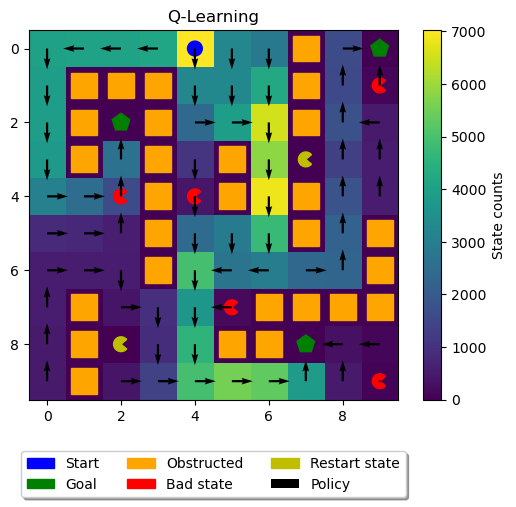 Q-Learning
0
2
4
6
8
0 2 4 6 8
7000
6000
5000
4000
3000
2000
1000
0
State counts
Start Obstructed Restart state
Goal Bad state Policy